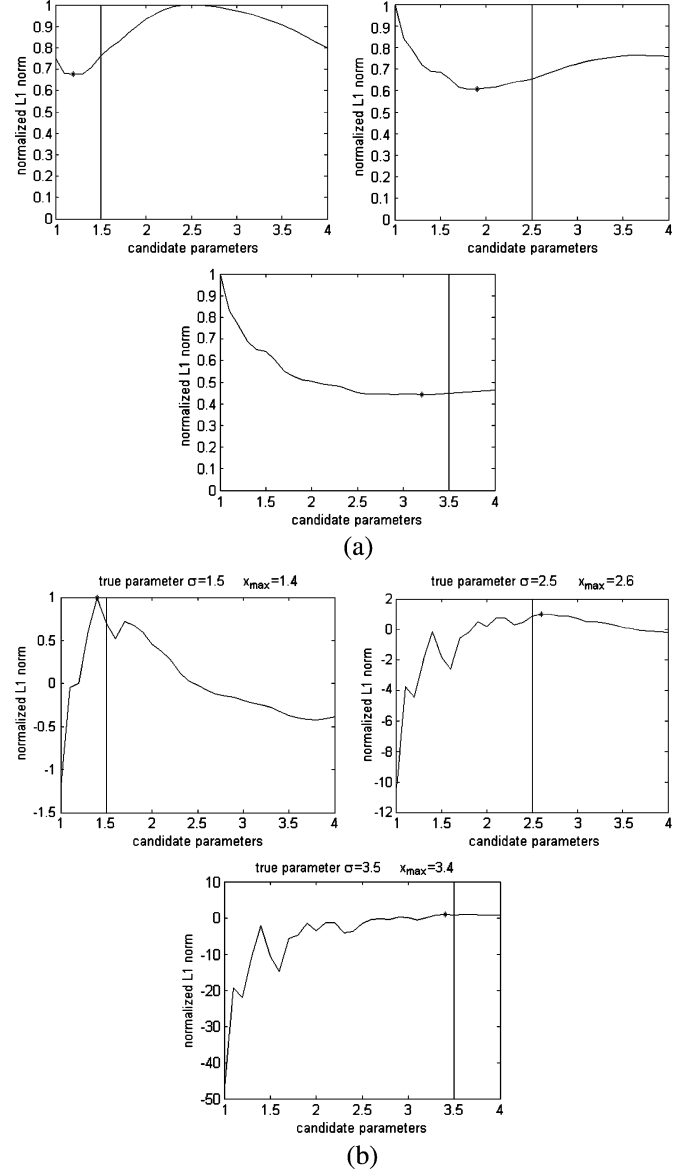 1
0.9
0.8
0.7
0.6
0.5
0.4
0.3
0.2
0.1
0
normalized L1 norm
1 1.5 2 2.5 3 3.5 4
candidate parameters
1
0.9
0.8
0.7
0.6
0.5
0.4
0.3
0.2
0.1
0
normalized L1 norm
1 1.5 2 2.5 3 3.5 4
candidate parameters
1
0.9
0.8
0.7
0.6
0.5
0.4
0.3
0.2
0.1
0
normalized L1 norm
1 1.5 2 2.5 3 3.5 4
candidate parameters
(a)
true parameter σ=1.5 x_max=1.4
1
0.5
0
-0.5
-1
-1.5
normalized L1 norm
1 1.5 2 2.5 3 3.5 4
candidate parameters
true parameter σ=2.5 x_max=2.6
2
0
-2
-4
-6
-8
-10
-12
normalized L1 norm
1 1.5 2 2.5 3 3.5 4
candidate parameters
true parameter σ=3.5 x_max=3.4
10
0
-10
-20
-30
-40
-50
normalized L1 norm
1 1.5 2 2.5 3 3.5 4
candidate parameters
(b)